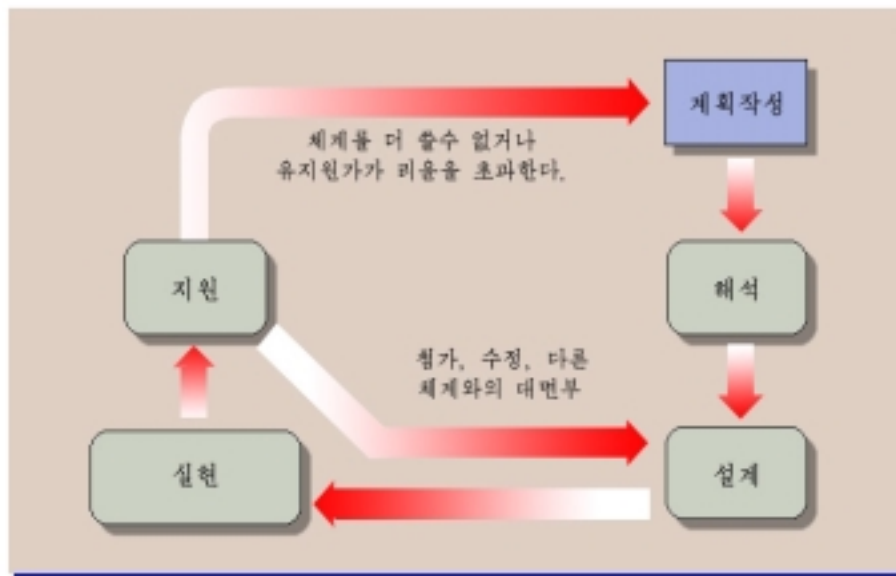 계획작성
체계를 더 쓸수 없거나
유지원가가 리윤을 초과한다.
지원
해석
첨가, 수정, 다른
체계와의 대면부
실현
설계